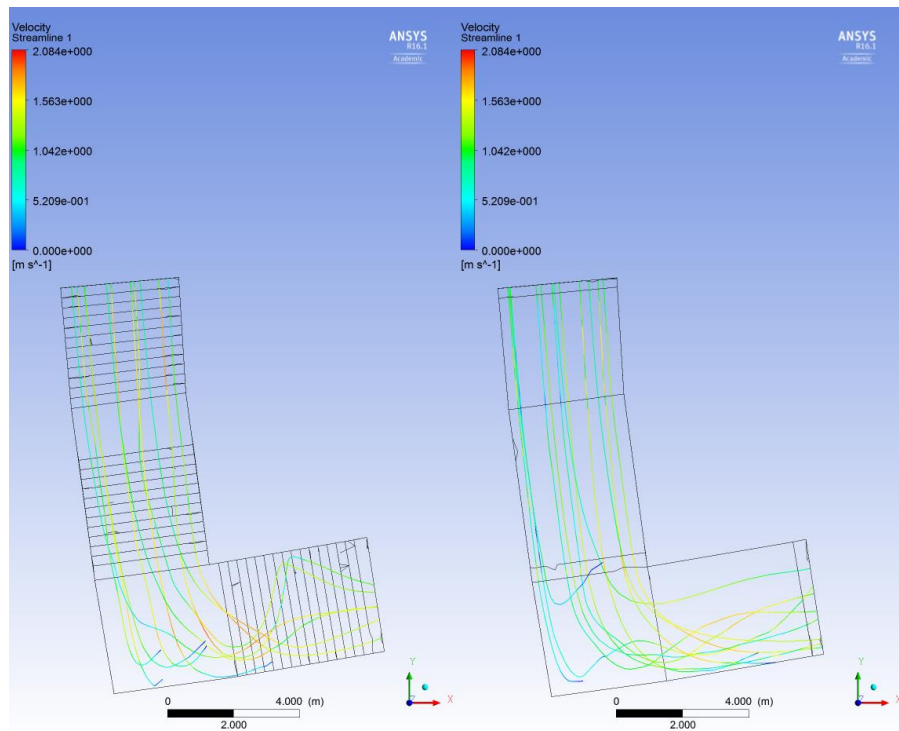 Velocity
Streamline 1
2.084e+000
1.563e+000
1.042e+000
5.209e-001
0.000e+000
[m s^-1]
ANSYS
R16.1
Academic
0 4.000 (m)
2.000
Y
X
Z
Velocity
Streamline 1
2.084e+000
1.563e+000
1.042e+000
5.209e-001
0.000e+000
[m s^-1]
ANSYS
R16.1
Academic
0 4.000 (m)
2.000
Y
X
Z